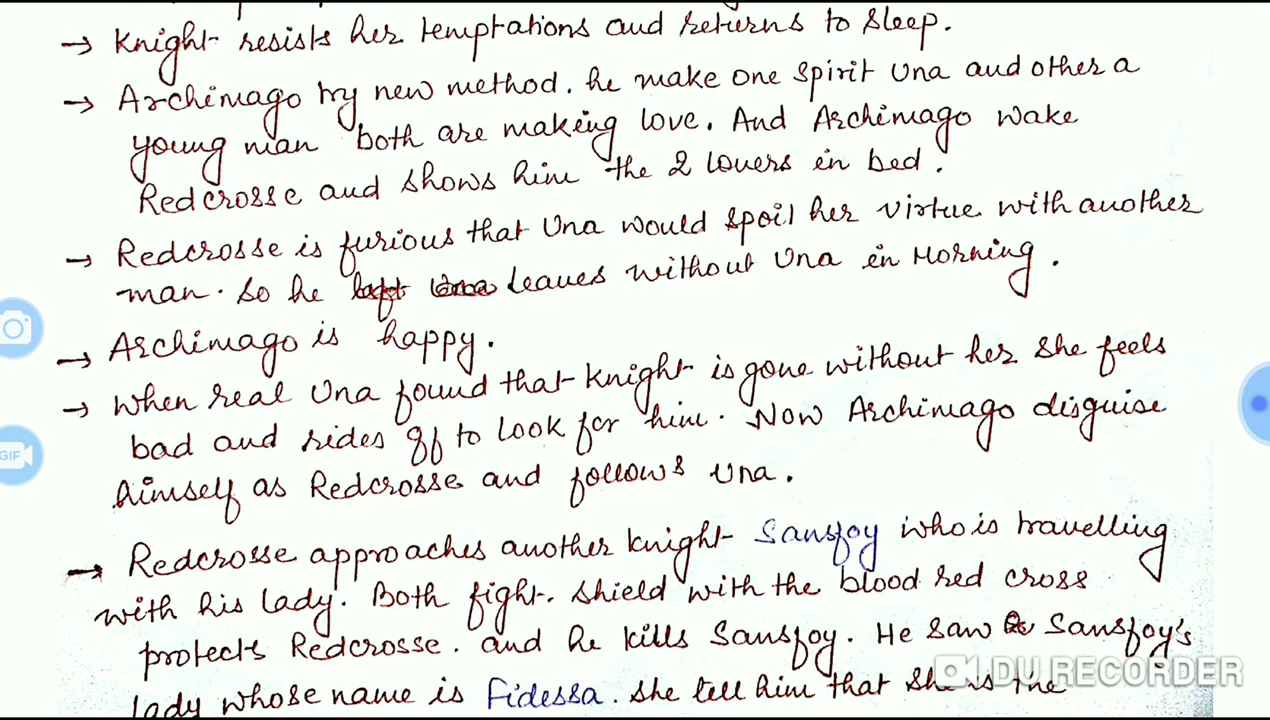 → Knight resists her temptations and returns to sleep.
→ Archimago try new method. he make one spirit Una and other a
young man both are making love. And Archimago wake
Redcrosse and shows him the 2 lovers in bed.
→ Redcrosse is furious that Una would spoil her virtue with another
man. So he leaves without Una in Morning.
→ Archimago is happy.
→ When real Una found that Knight is gone without her she feels
bad and rides off to look for him. Now Archimago disguise
himself as Redcrosse and follows Una.
→ Redcrosse approaches another knight Sansfoy who is travelling
with his lady. Both fight. Shield with the blood red cross
protects Redcrosse. and he kills Sansfoy. He saw Sansfoy's
lady whose name is Fidessa. She tell him that she is the
GIF
DU RECORDER